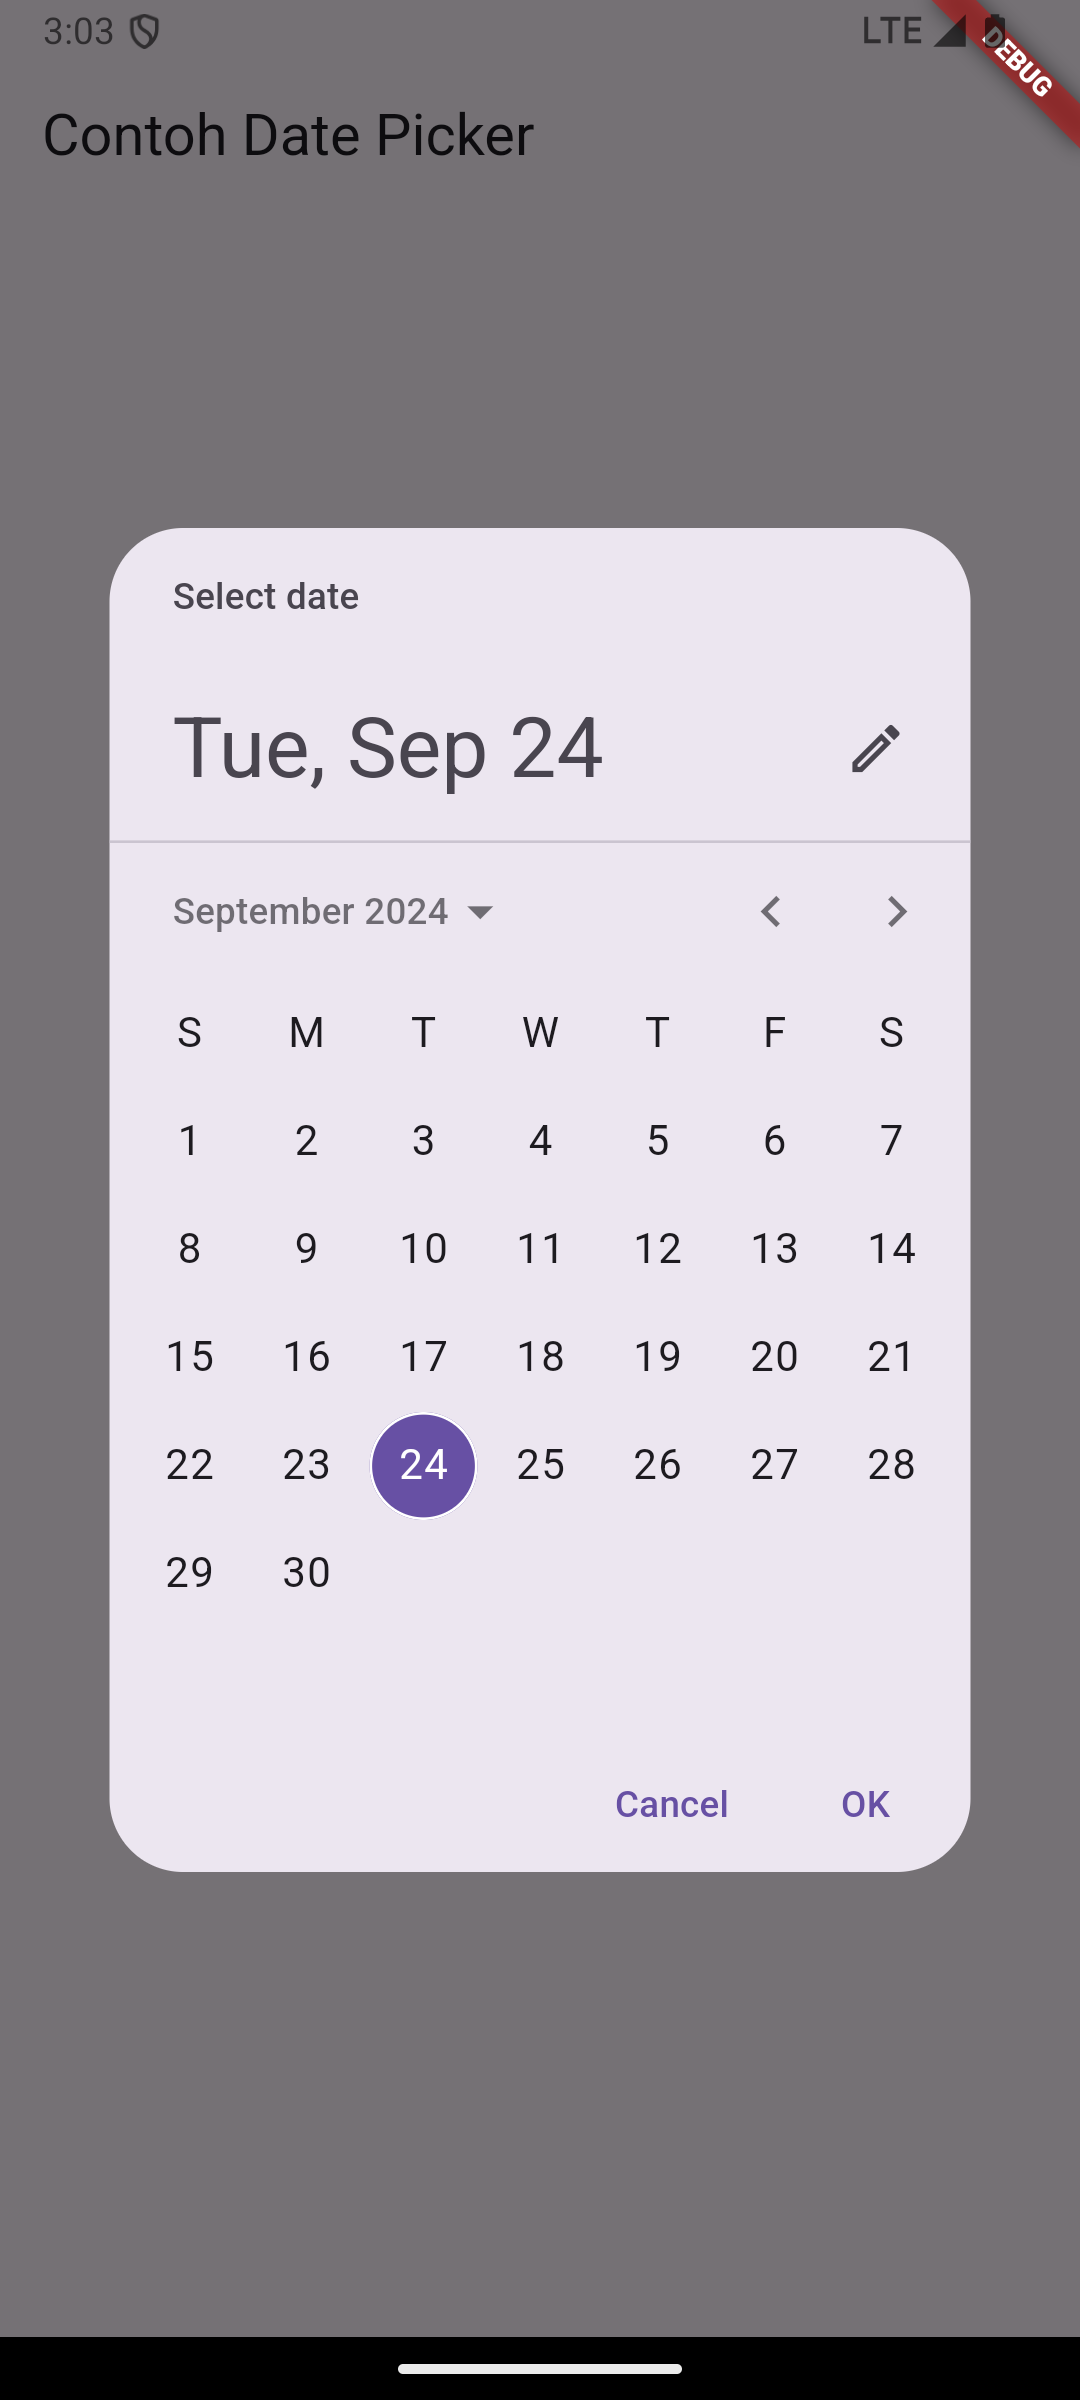 3:03 LTE
DEBUG
Contoh Date Picker
Select date
Tue, Sep 24
September 2024
S M T W T F S
1 2 3 4 5 6 7
8 9 10 11 12 13 14
15 16 17 18 19 20 21
22 23 24 25 26 27 28
29 30
Cancel OK